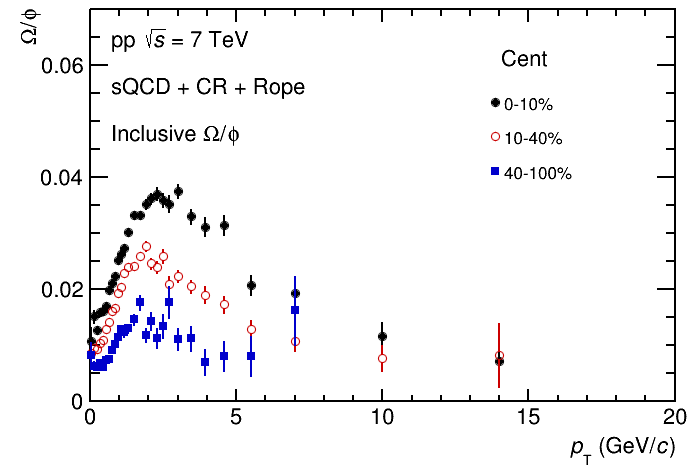 Ω/ϕ
pp √s = 7 TeV
sQCD + CR + Rope
Inclusive Ω/ϕ
Cent
0-10%
10-40%
40-100%
0.06
0.04
0.02
0
0 5 10 15 20
p_T (GeV/c)